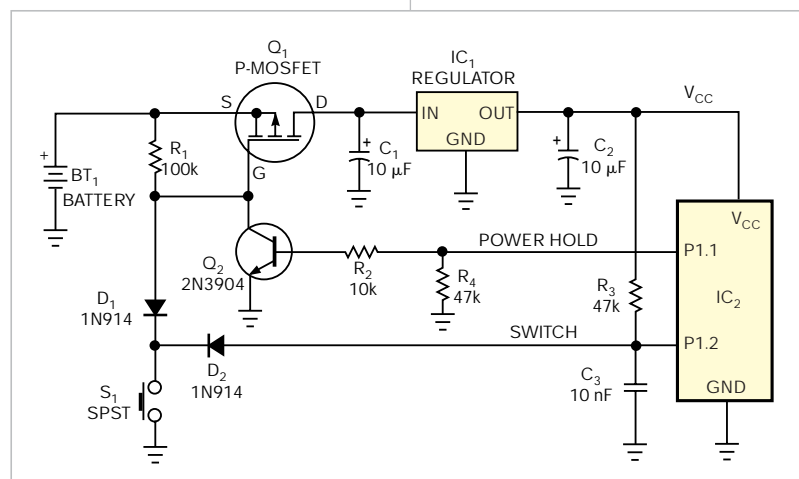 Q1
P-MOSFET
S
D
G
IC1
REGULATOR
IN
OUT
GND
VCC
R1
100k
+
C1
10 μF
+
C2
10 μF
+
BT1
BATTERY
VCC
Q2
2N3904
POWER HOLD
P1.1
R2
10k
R4
47k
R3
47k
IC2
D1
1N914
SWITCH
P1.2
D2
1N914
C3
10 nF
GND
S1
SPST